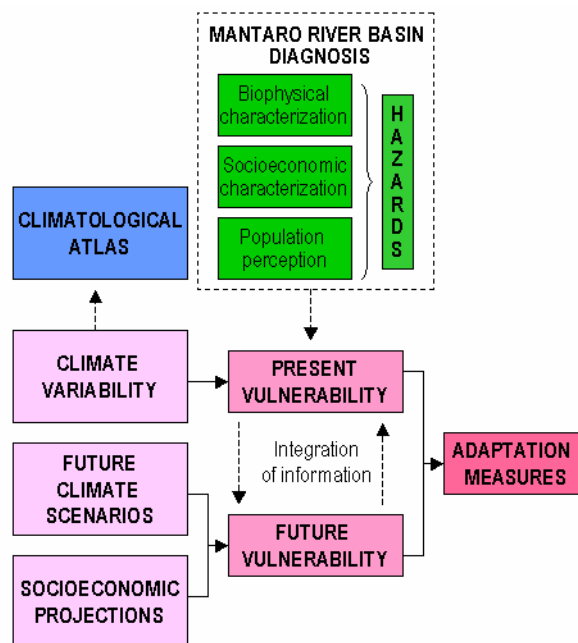 MANTARO RIVER BASIN
DIAGNOSIS
Biophysical
characterization
Socioeconomic
characterization
Population
perception
HAZARDS
CLIMATOLOGICAL
ATLAS
CLIMATE
VARIABILITY
PRESENT
VULNERABILITY
FUTURE
CLIMATE
SCENARIOS
Integration
of information
ADAPTATION
MEASURES
SOCIOECONOMIC
PROJECTIONS
FUTURE
VULNERABILITY